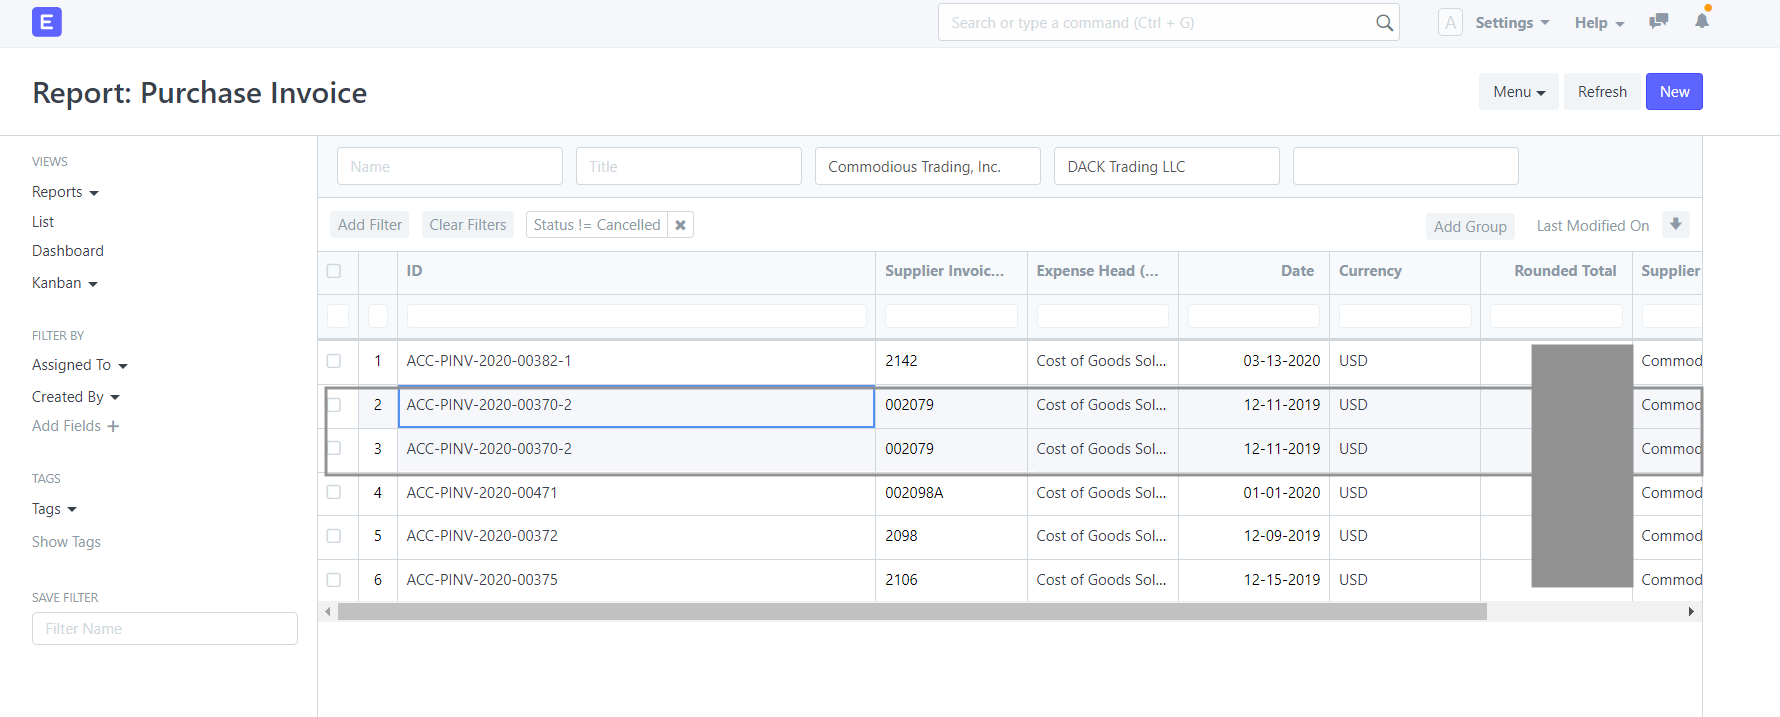 E
Search or type a command (Ctrl + G)
A Settings Help
Report: Purchase Invoice
Menu Refresh New
VIEWS
Reports
List
Dashboard
Kanban
FILTER BY
Assigned To
Created By
Add Fields +
TAGS
Tags
Show Tags
SAVE FILTER
Filter Name
Name Title Commodious Trading, Inc. DACK Trading LLC
Add Filter Clear Filters Status != Cancelled Add Group Last Modified On
ID Supplier Invoic... Expense Head (... Date Currency Rounded Total Supplier
1 ACC-PINV-2020-00382-1 2142 Cost of Goods Sol... 03-13-2020 USD Commod
2 ACC-PINV-2020-00370-2 002079 Cost of Goods Sol... 12-11-2019 USD Commod
3 ACC-PINV-2020-00370-2 002079 Cost of Goods Sol... 12-11-2019 USD Commod
4 ACC-PINV-2020-00471 002098A Cost of Goods Sol... 01-01-2020 USD Commod
5 ACC-PINV-2020-00372 2098 Cost of Goods Sol... 12-09-2019 USD Commod
6 ACC-PINV-2020-00375 2106 Cost of Goods Sol... 12-15-2019 USD Commod